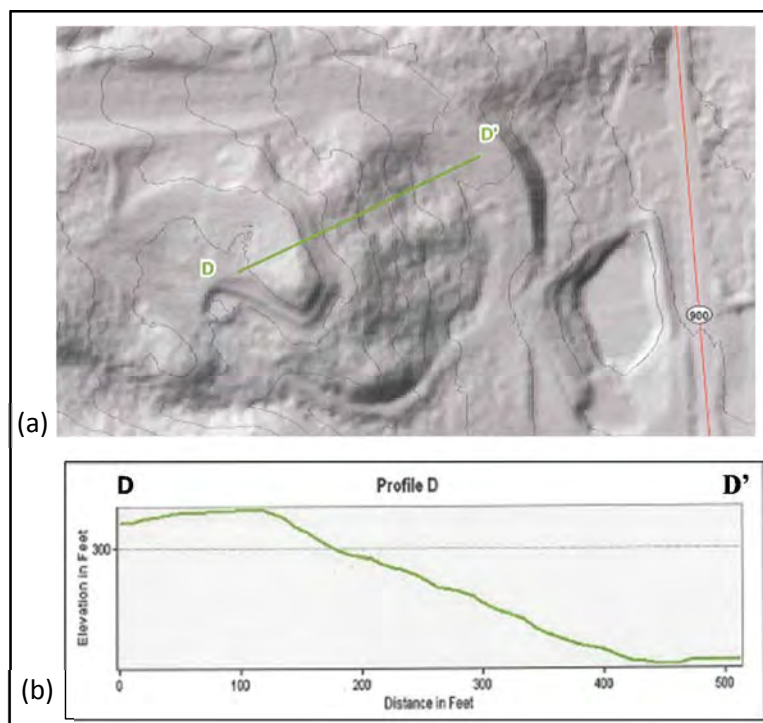 D'
D
900
(a)
D Profile D D'
Elevation in Feet
300
0 100 200 300 400 500
Distance in Feet
(b)